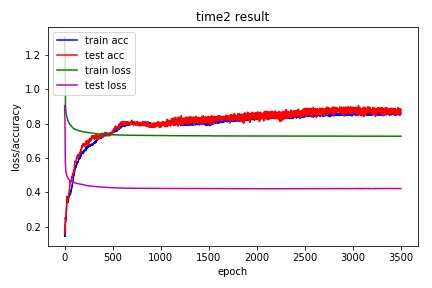 time2 result
train acc
test acc
train loss
test loss
1.2
1.0
0.8
0.6
0.4
0.2
loss/accuracy
0
500
1000
1500
2000
2500
3000
3500
epoch